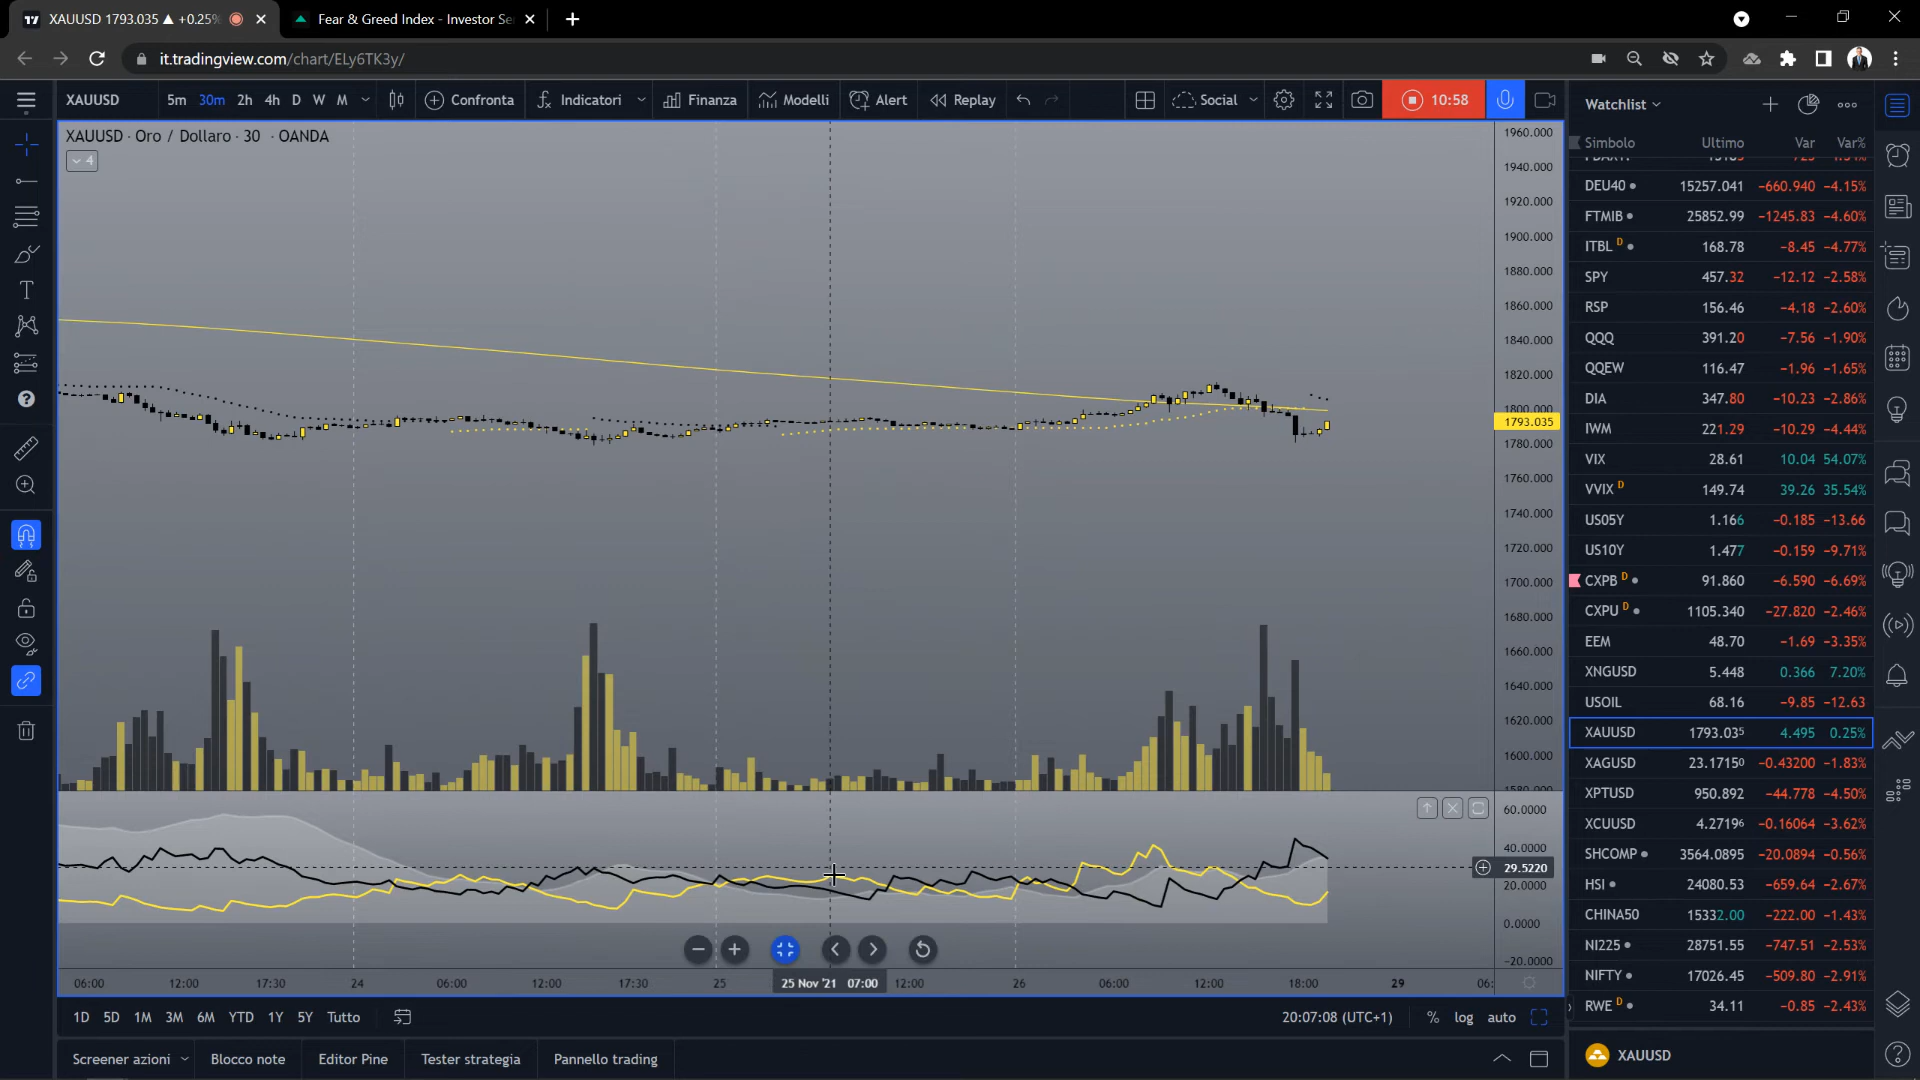 XAUUSD 1793.035 ▲ +0.25%
Fear & Greed Index - Investor Se
it.tradingview.com/chart/ELy6TK3y/
XAUUSD 5m 30m 2h 4h D W M Confronta Indicatori Finanza Modelli Alert Replay Social 10:58
XAUUSD · Oro / Dollaro · 30 · OANDA
4
1960.000
1940.000
1920.000
1900.000
1880.000
1860.000
1840.000
1820.000
1800.000
1793.035
1780.000
1760.000
1740.000
1720.000
1700.000
1680.000
1660.000
1640.000
1620.000
1600.000
1580.000
60.0000
40.0000
29.5220
20.0000
0.0000
-20.0000
06:00 12:00 17:30 24 06:00 12:00 17:30 25 25 Nov '21 07:00 12:00 26 06:00 12:00 18:00 29 06:
1D 5D 1M 3M 6M YTD 1Y 5Y Tutto 20:07:08 (UTC+1) % log auto
Screener azioni Blocco note Editor Pine Tester strategia Pannello trading
Watchlist
Simbolo Ultimo Var Var%
DEU40 15257.041 −660.940 −4.15%
FTMIB 25852.99 −1245.83 −4.60%
ITBL D 168.78 −8.45 −4.77%
SPY 457.32 −12.12 −2.58%
RSP 156.46 −4.18 −2.60%
QQQ 391.20 −7.56 −1.90%
QQEW 116.47 −1.96 −1.65%
DIA 347.80 −10.23 −2.86%
IWM 221.29 −10.29 −4.44%
VIX 28.61 10.04 54.07%
VVIX D 149.74 39.26 35.54%
US05Y 1.166 −0.185 −13.66
US10Y 1.477 −0.159 −9.71%
CXPB D 91.860 −6.590 −6.69%
CXPU D 1105.340 −27.820 −2.46%
EEM 48.70 −1.69 −3.35%
XNGUSD 5.448 0.366 7.20%
USOIL 68.16 −9.85 −12.63
XAUUSD 1793.035 4.495 0.25%
XAGUSD 23.17150 −0.43200 −1.83%
XPTUSD 950.892 −44.778 −4.50%
XCUUSD 4.27196 −0.16064 −3.62%
SHCOMP 3564.0895 −20.0894 −0.56%
HSI 24080.53 −659.64 −2.67%
CHINA50 15332.00 −222.00 −1.43%
NI225 28751.55 −747.51 −2.53%
NIFTY 17026.45 −509.80 −2.91%
RWE D 34.11 −0.85 −2.43%
XAUUSD